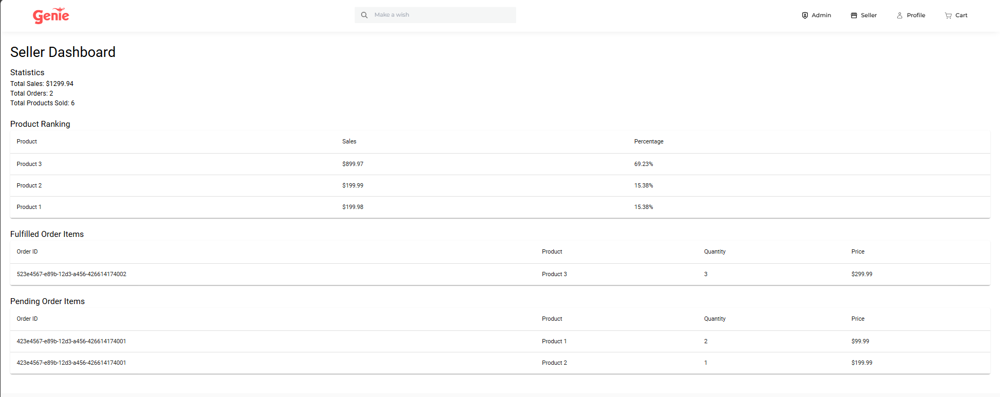 Genie Make a wish Admin Seller Profile Cart
Seller Dashboard
Statistics
Total Sales: $1299.94
Total Orders: 2
Total Products Sold: 6
Product Ranking
Product Sales Percentage
Product 3 $899.97 69.23%
Product 2 $199.99 15.38%
Product 1 $199.98 15.38%
Fulfilled Order Items
Order ID Product Quantity Price
523e4567-e89b-12d3-a456-426614174002 Product 3 3 $299.99
Pending Order Items
Order ID Product Quantity Price
423e4567-e89b-12d3-a456-426614174001 Product 1 2 $99.99
423e4567-e89b-12d3-a456-426614174001 Product 2 1 $199.99